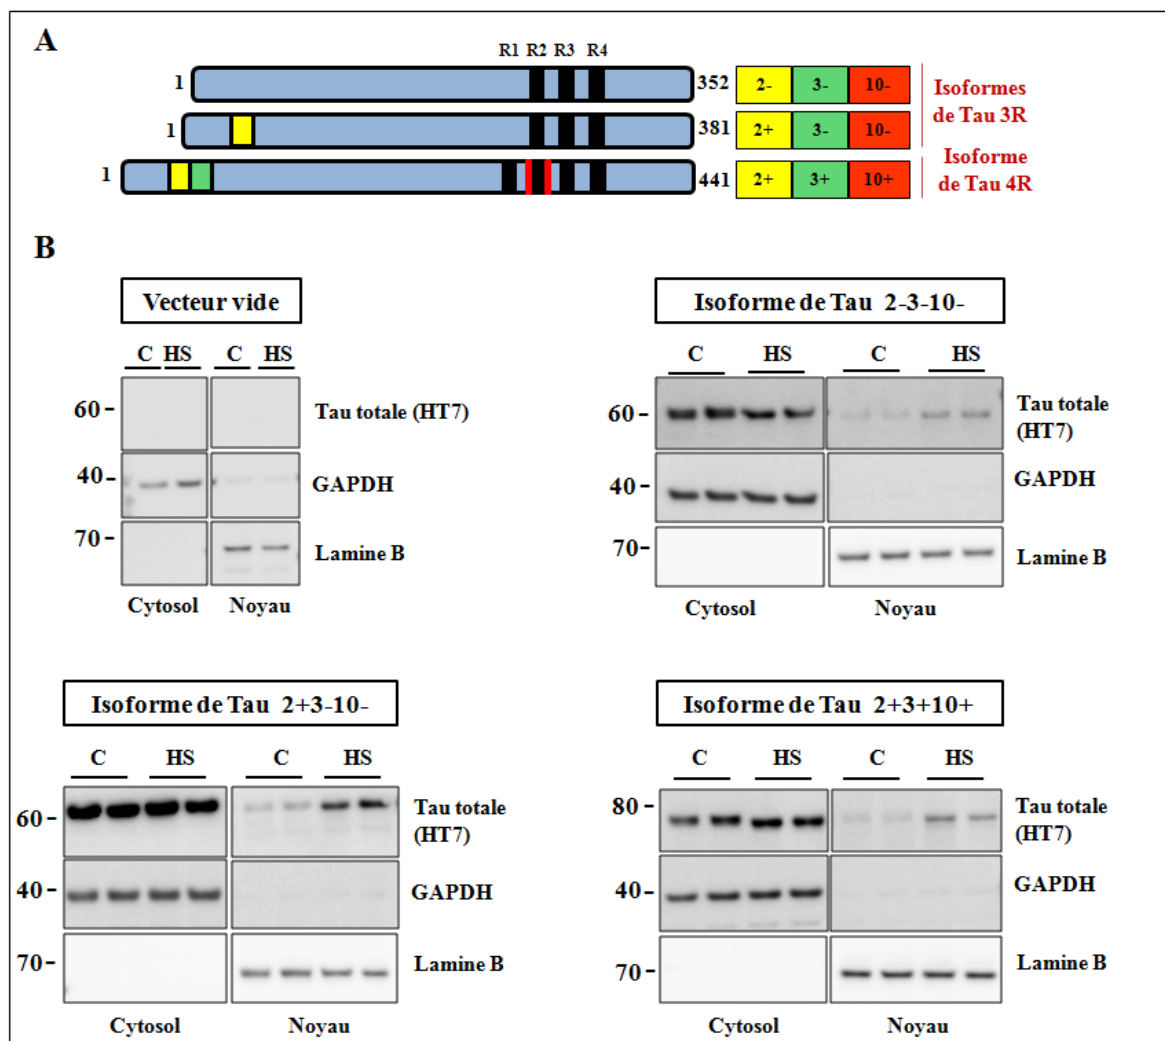 A
R1 R2 R3 R4
1 352 2- 3- 10-
Isoformes
de Tau 3R
1 381 2+ 3- 10-
1 441 2+ 3+ 10+
Isoforme
de Tau 4R
B
Vecteur vide
C HS C HS
60 - Tau totale (HT7)
40 - GAPDH
70 - Lamine B
Cytosol Noyau
Isoforme de Tau 2-3-10-
C HS C HS
60 - Tau totale
(HT7)
40 - GAPDH
70 - Lamine B
Cytosol Noyau
Isoforme de Tau 2+3-10-
C HS C HS
60 - Tau totale
(HT7)
40 - GAPDH
70 - Lamine B
Cytosol Noyau
Isoforme de Tau 2+3+10+
C HS C HS
80 - Tau totale
(HT7)
40 - GAPDH
70 - Lamine B
Cytosol Noyau